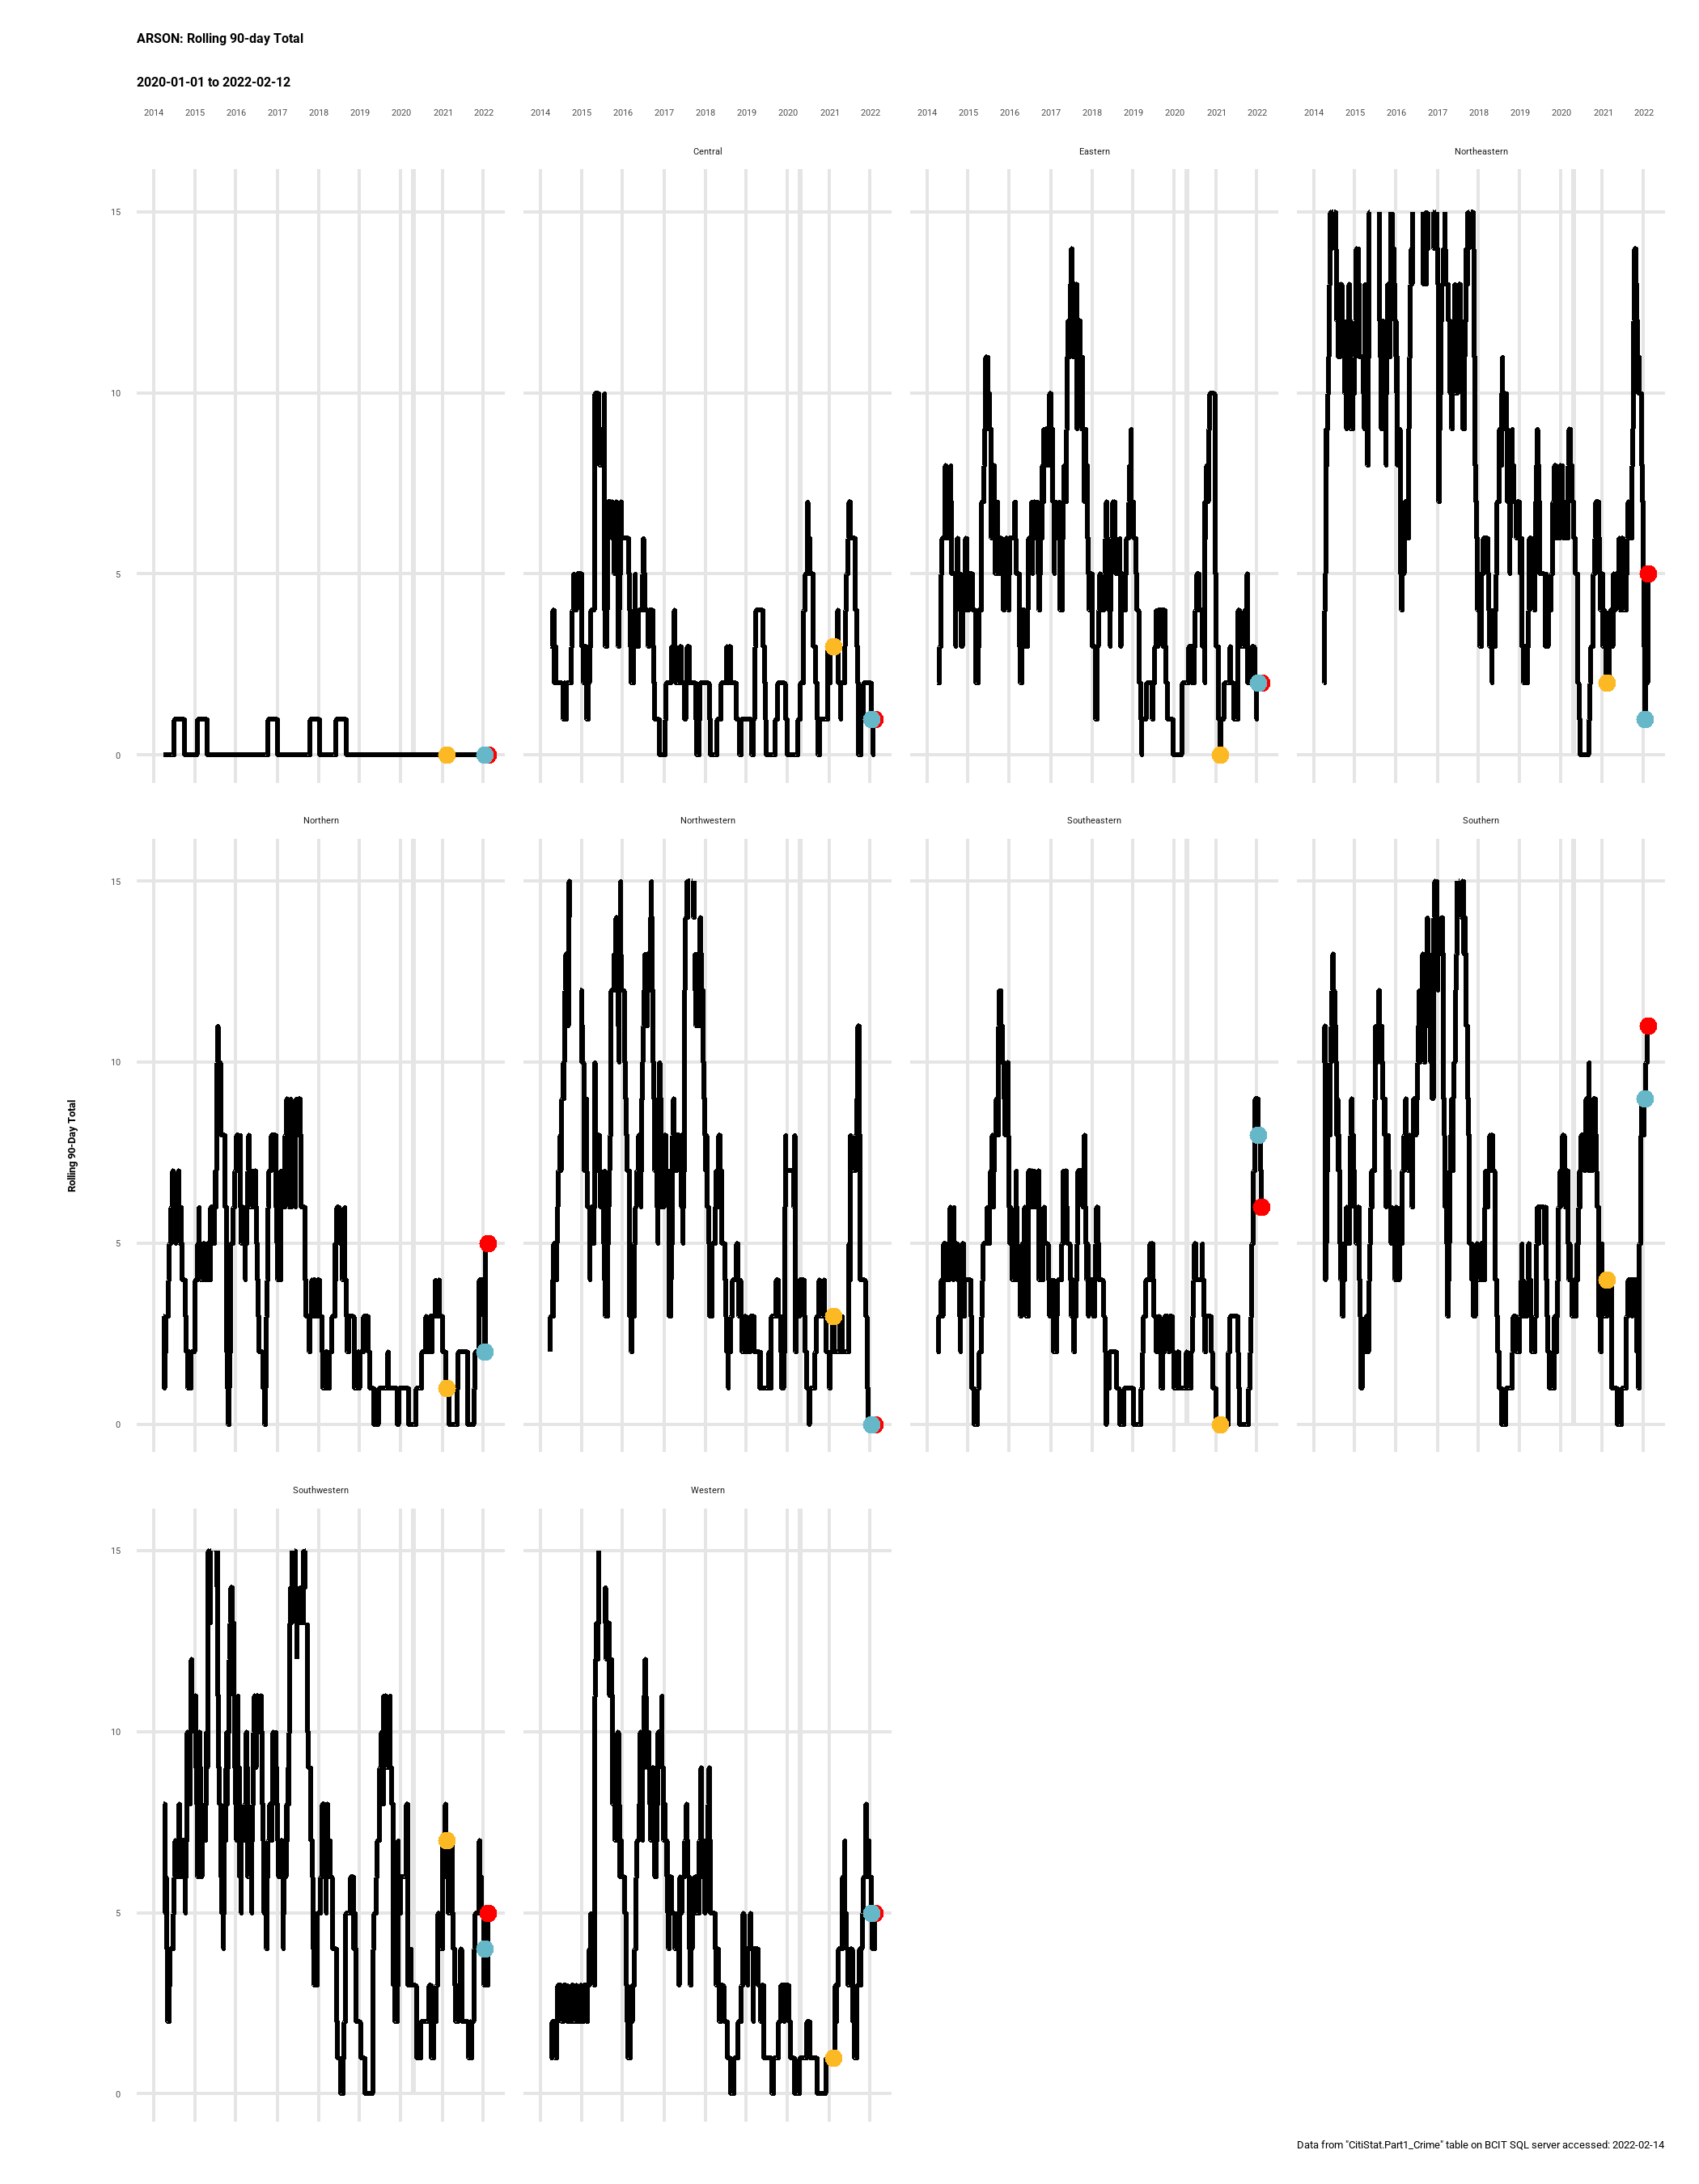 ARSON: Rolling 90-day Total
2020-01-01 to 2022-02-12
2014 2015 2016 2017 2018 2019 2020 2021 2022 2014 2015 2016 2017 2018 2019 2020 2021 2022 2014 2015 2016 2017 2018 2019 2020 2021 2022 2014 2015 2016 2017 2018 2019 2020 2021 2022
Central Eastern Northeastern
15
10
5
0
Northern Northwestern Southeastern Southern
15
10
Rolling 90-Day Total
5
0
Southwestern Western
15
10
5
0
Data from "CitiStat.Part1_Crime" table on BCIT SQL server accessed: 2022-02-14